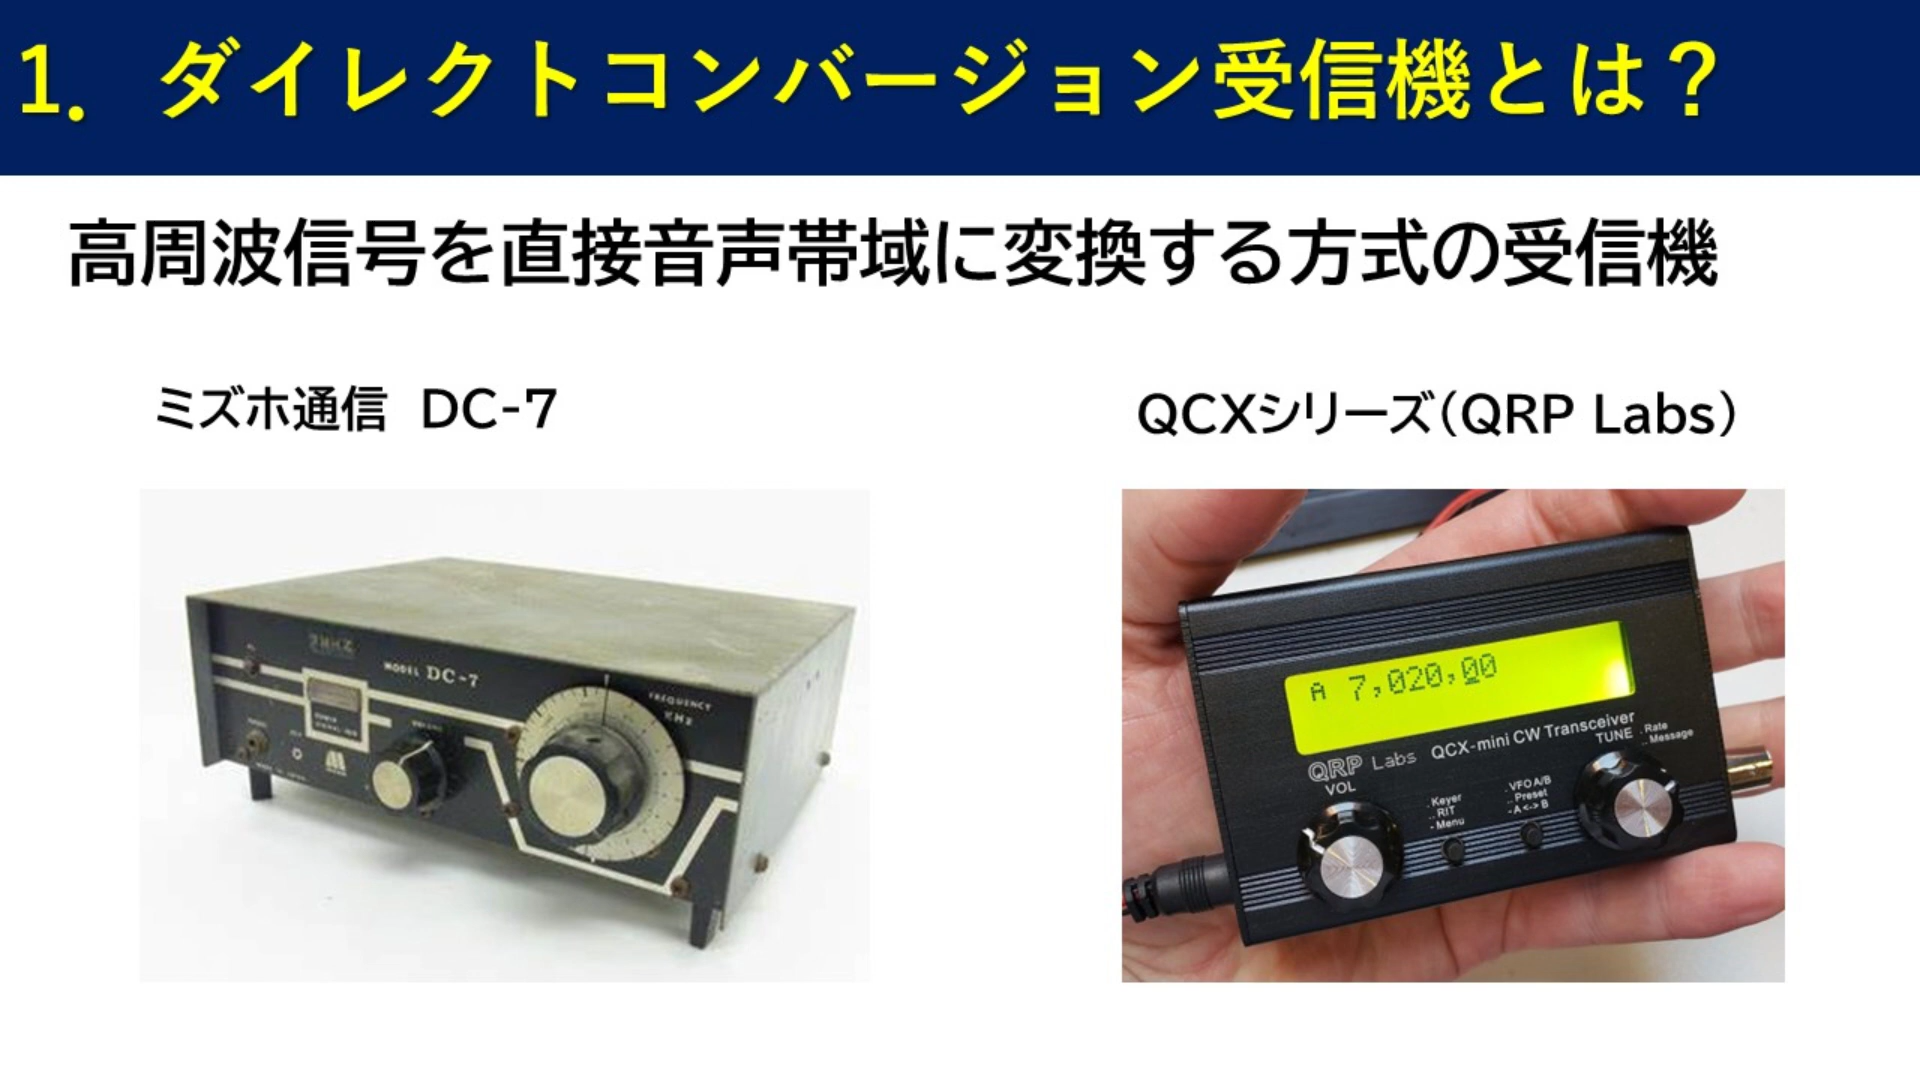 1. ダイレクトコンバージョン受信機とは？
高周波信号を直接音声帯域に変換する方式の受信機
ミズホ通信 DC-7
QCXシリーズ（QRP Labs）
7MHZ
MODEL DC-7
FREQUENCY
KHz
A 7,020,00
QRP Labs QCX-mini CW Transceiver
VOL
. Keyer
.. RIT
- Menu
. VFO A/B
.. Preset
- A <-> B
TUNE
. Rate
.. Message